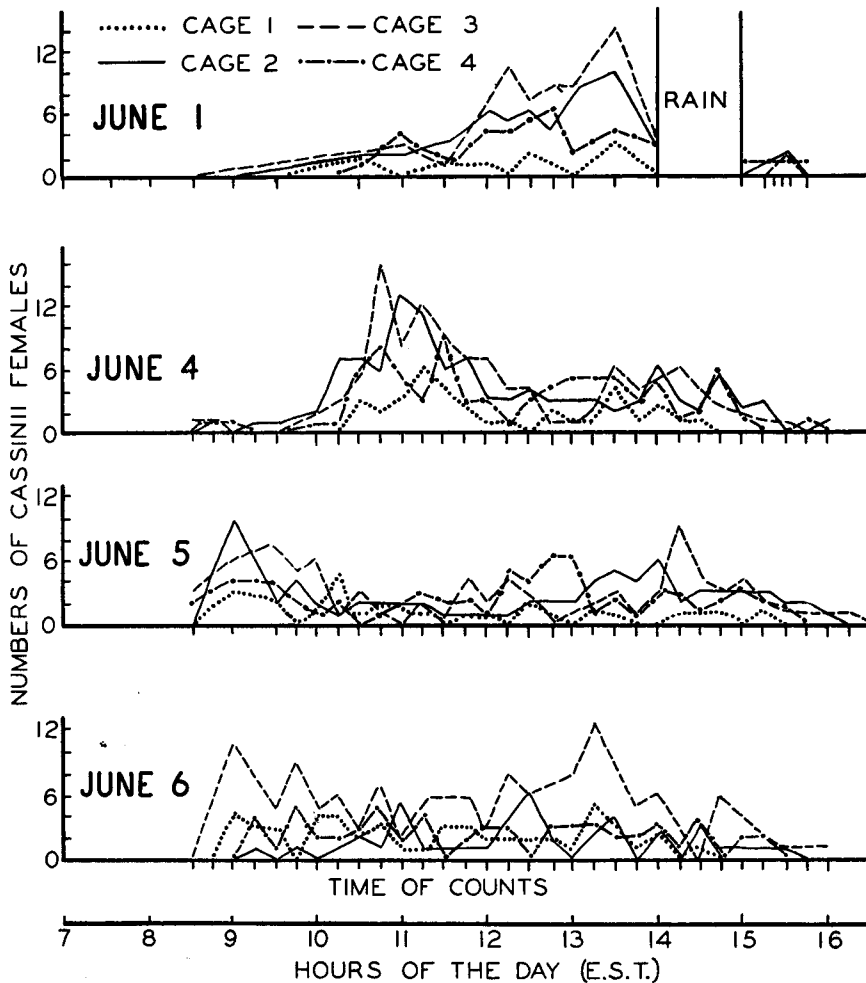 CAGE 1 CAGE 3
CAGE 2 CAGE 4
12
6
0
JUNE 1
RAIN
NUMBERS OF CASSINII FEMALES
12
6
0
JUNE 4
12
6
0
JUNE 5
12
6
0
JUNE 6
TIME OF COUNTS
7 8 9 10 11 12 13 14 15 16
HOURS OF THE DAY (E.S.T.)